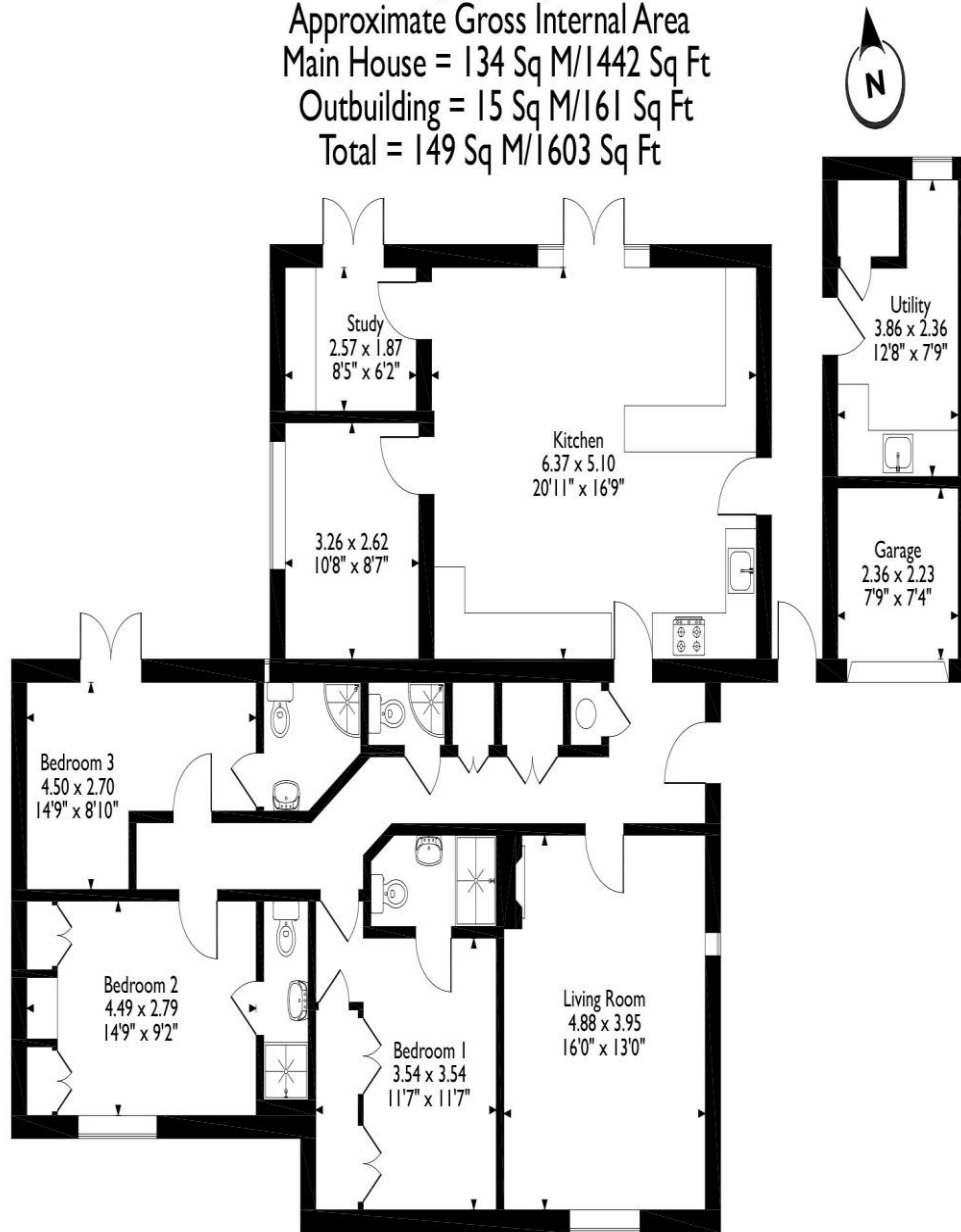 Approximate Gross Internal Area
Main House = 134 Sq M/1442 Sq Ft
Outbuilding = 15 Sq M/161 Sq Ft
Total = 149 Sq M/1603 Sq Ft
N
Study
2.57 x 1.87
8'5" x 6'2"
Utility
3.86 x 2.36
12'8" x 7'9"
Kitchen
6.37 x 5.10
20'11" x 16'9"
3.26 x 2.62
10'8" x 8'7"
Garage
2.36 x 2.23
7'9" x 7'4"
Bedroom 3
4.50 x 2.70
14'9" x 8'10"
Bedroom 2
4.49 x 2.79
14'9" x 9'2"
Bedroom 1
3.54 x 3.54
11'7" x 11'7"
Living Room
4.88 x 3.95
16'0" x 13'0"